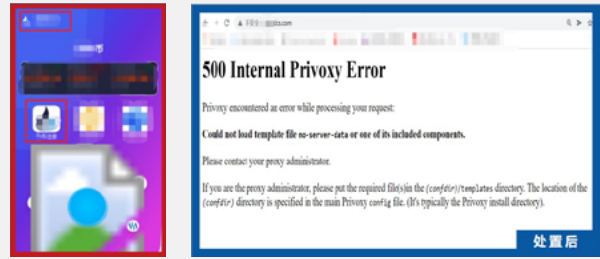 500 Internal Privoxy Error
Privoxy encountered an error while processing your request:
Could not load template file no-server-data or one of its included components.
Please contact your proxy administrator.
If you are the proxy administrator, please put the required file(s)in the (confdir)/templates directory. The location of the
(confdir) directory is specified in the main Privoxy config file. (It's typically the Privoxy install directory).
处置后